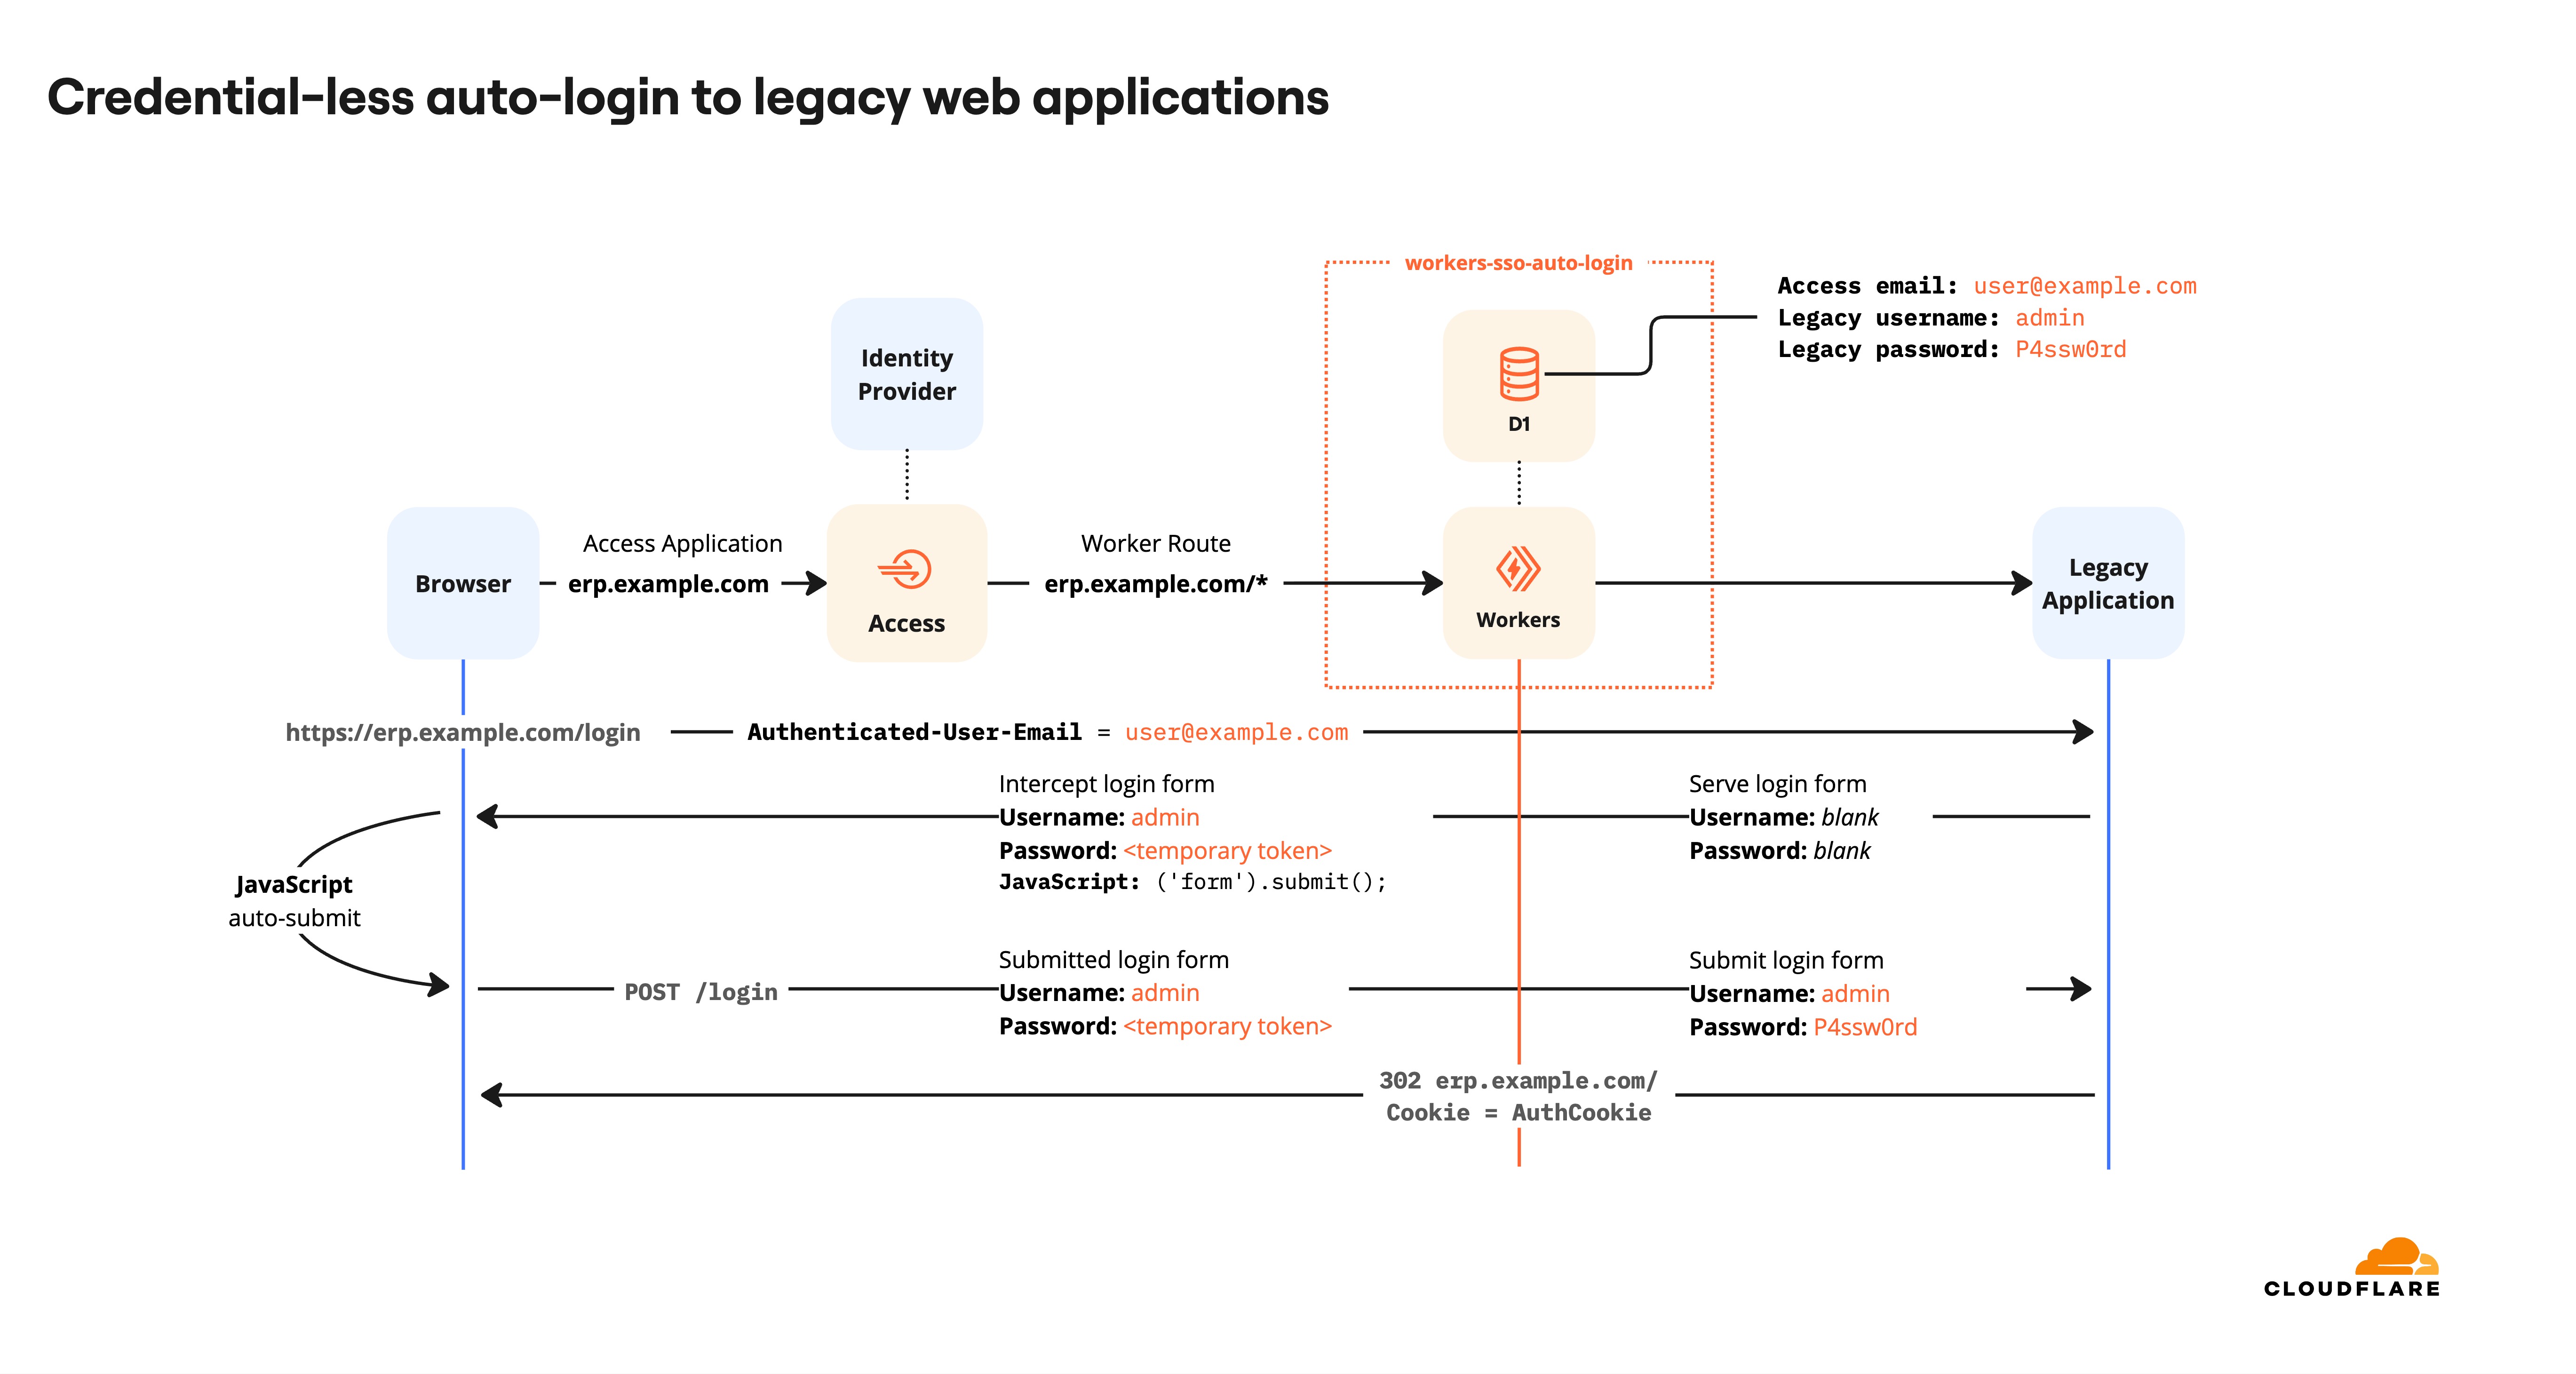 Credential-less auto-login to legacy web applications
workers-sso-auto-login
Access email: user@example.com
Legacy username: admin
Legacy password: P4ssw0rd
Identity
Provider
D1
Browser
Access Application
erp.example.com
Access
Worker Route
erp.example.com/*
Workers
Legacy
Application
https://erp.example.com/login
Authenticated-User-Email = user@example.com
Intercept login form
Username: admin
Password: <temporary token>
JavaScript: ('form').submit();
Serve login form
Username: blank
Password: blank
JavaScript
auto-submit
POST /login
Submitted login form
Username: admin
Password: <temporary token>
Submit login form
Username: admin
Password: P4ssw0rd
302 erp.example.com/
Cookie = AuthCookie
CLOUDFLARE